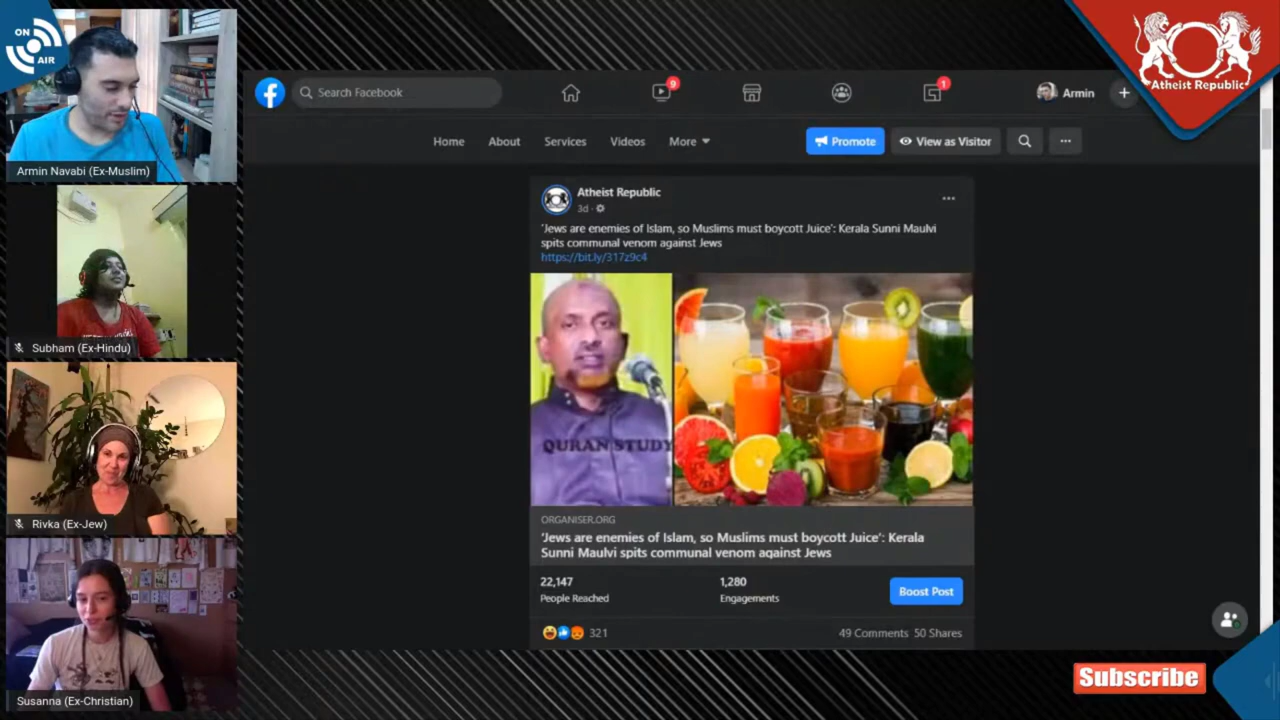 ON
AIR
Armin Navabi (Ex-Muslim)
Subham (Ex-Hindu)
Rivka (Ex-Jew)
Susanna (Ex-Christian)
Search Facebook
9
1
Armin
Atheist Republic
Home
About
Services
Videos
More
Promote
View as Visitor
Atheist Republic
3d
'Jews are enemies of Islam, so Muslims must boycott Juice': Kerala Sunni Maulvi
spits communal venom against Jews
https://bit.ly/317z9c4
QURAN STUDY
ORGANISER.ORG
'Jews are enemies of Islam, so Muslims must boycott Juice': Kerala
Sunni Maulvi spits communal venom against Jews
22,147
People Reached
1,280
Engagements
Boost Post
321
49 Comments 50 Shares
Subscribe